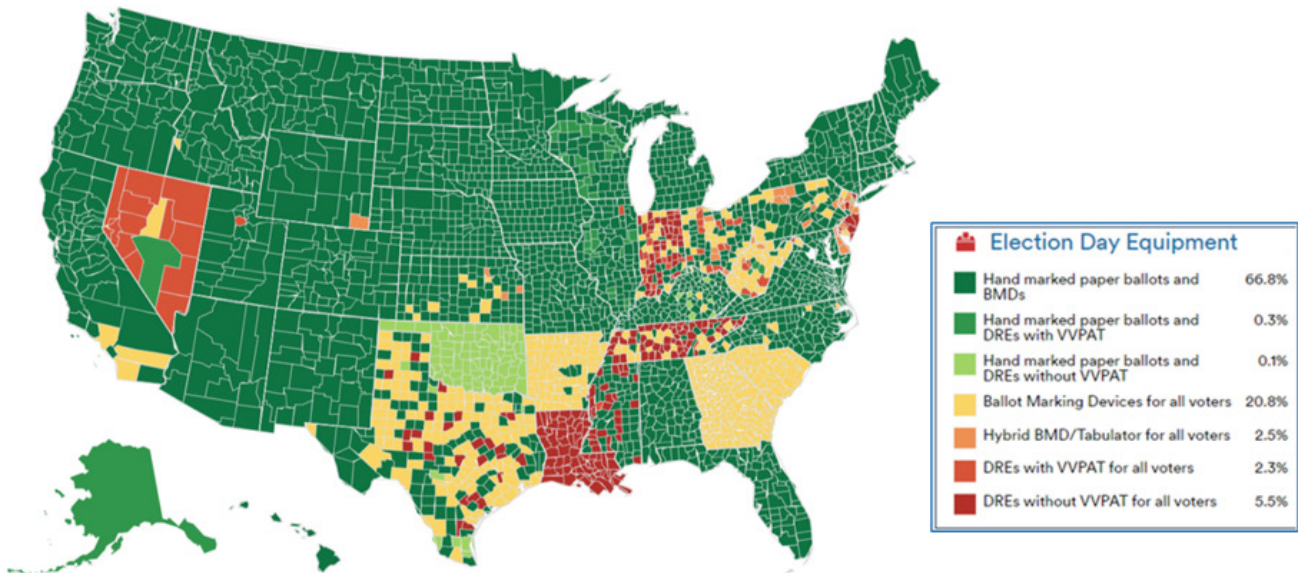 Election Day Equipment
Hand marked paper ballots and 66.8%
BMDs
Hand marked paper ballots and 0.3%
DREs with VVPAT
Hand marked paper ballots and 0.1%
DREs without VVPAT
Ballot Marking Devices for all voters 20.8%
Hybrid BMD/Tabulator for all voters 2.5%
DREs with VVPAT for all voters 2.3%
DREs without VVPAT for all voters 5.5%